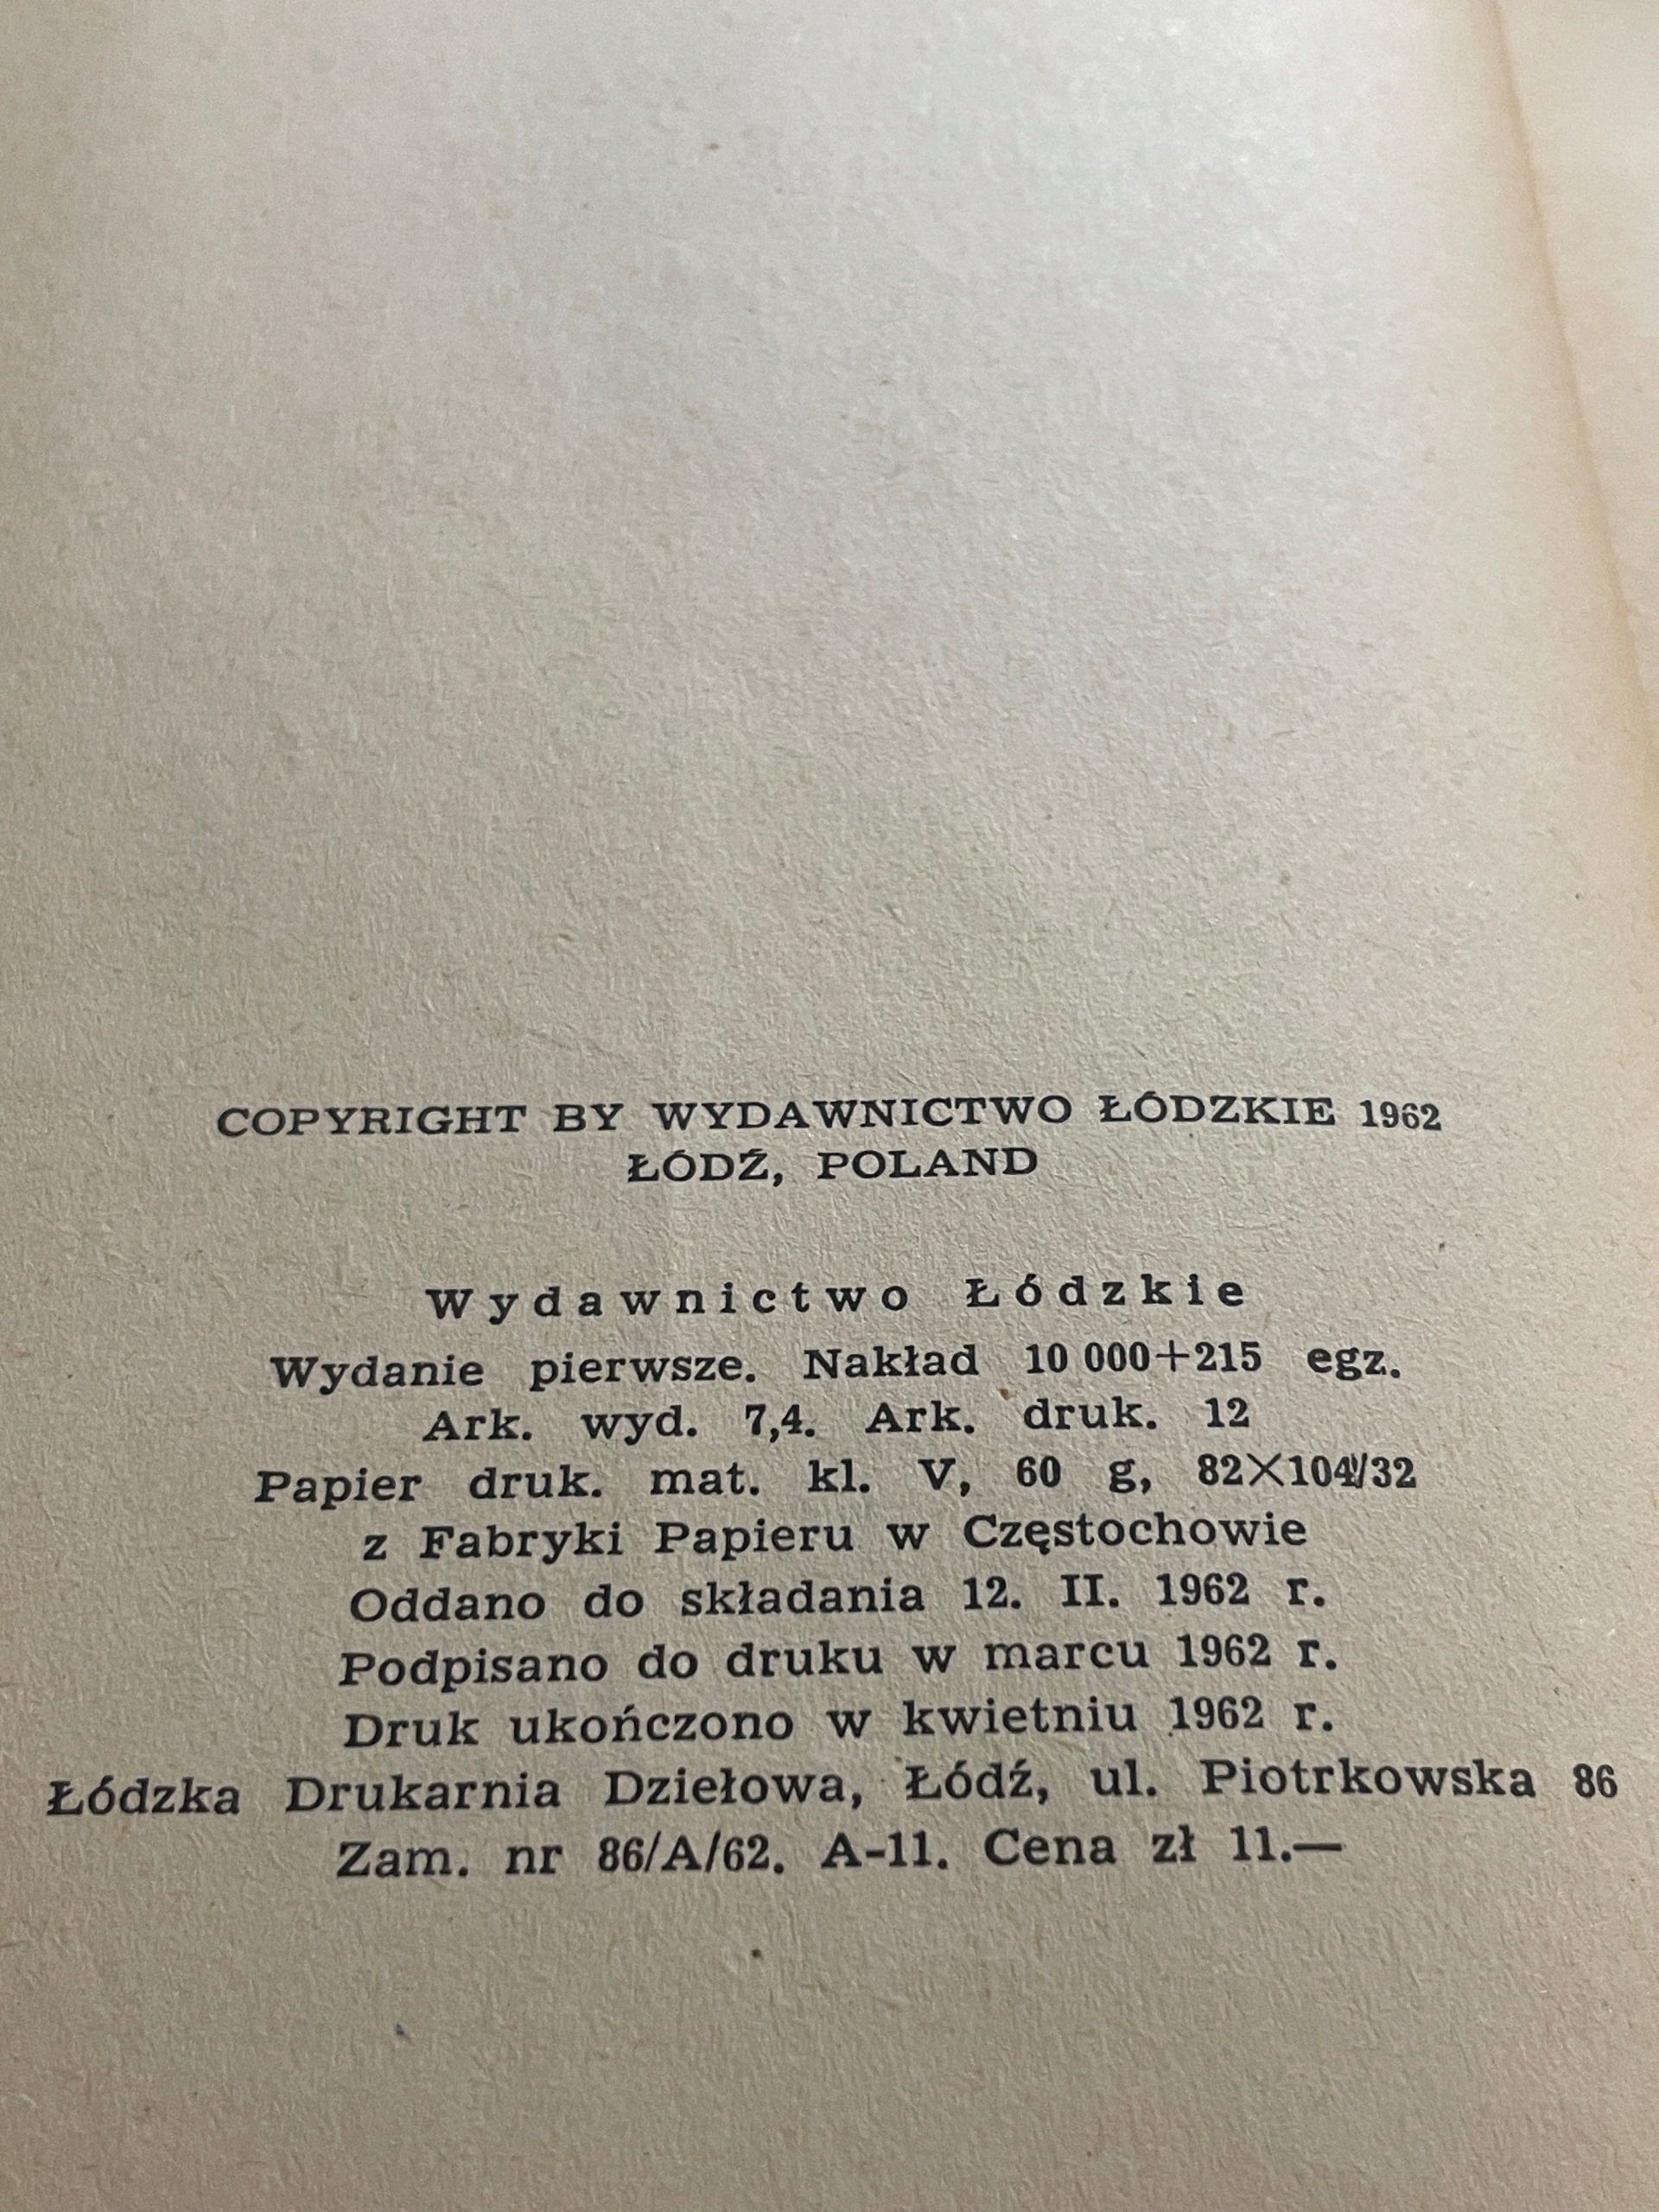 COPYRIGHT BY WYDAWNICTWO ŁÓDZKIE 1962
ŁÓDŹ, POLAND
Wydawnictwo Łódzkie
Wydanie pierwsze. Nakład 10 000+215 egz.
Ark. wyd. 7,4. Ark. druk. 12
Papier druk. mat. kl. V, 60 g, 82×104/32
z Fabryki Papieru w Częstochowie
Oddano do składania 12. II. 1962 r.
Podpisano do druku w marcu 1962 r.
Druk ukończono w kwietniu 1962 r.
Łódzka Drukarnia Dziełowa, Łódź, ul. Piotrkowska 86
Zam. nr 86/A/62. A-11. Cena zł 11.—